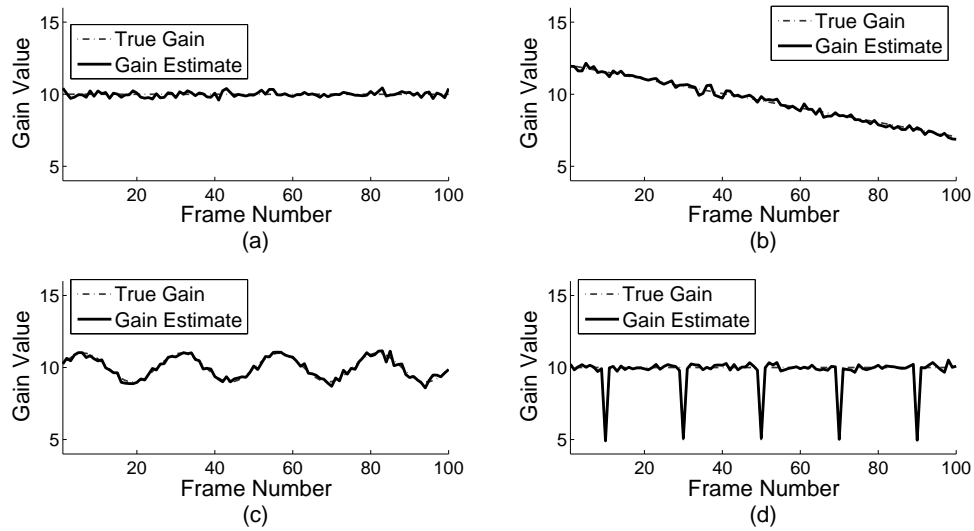 15
10
5
Gain Value
True Gain
Gain Estimate
20 40 60 80 100
Frame Number
(a)
15
10
5
Gain Value
True Gain
Gain Estimate
20 40 60 80 100
Frame Number
(b)
15
10
5
Gain Value
True Gain
Gain Estimate
20 40 60 80 100
Frame Number
(c)
15
10
5
Gain Value
True Gain
Gain Estimate
20 40 60 80 100
Frame Number
(d)